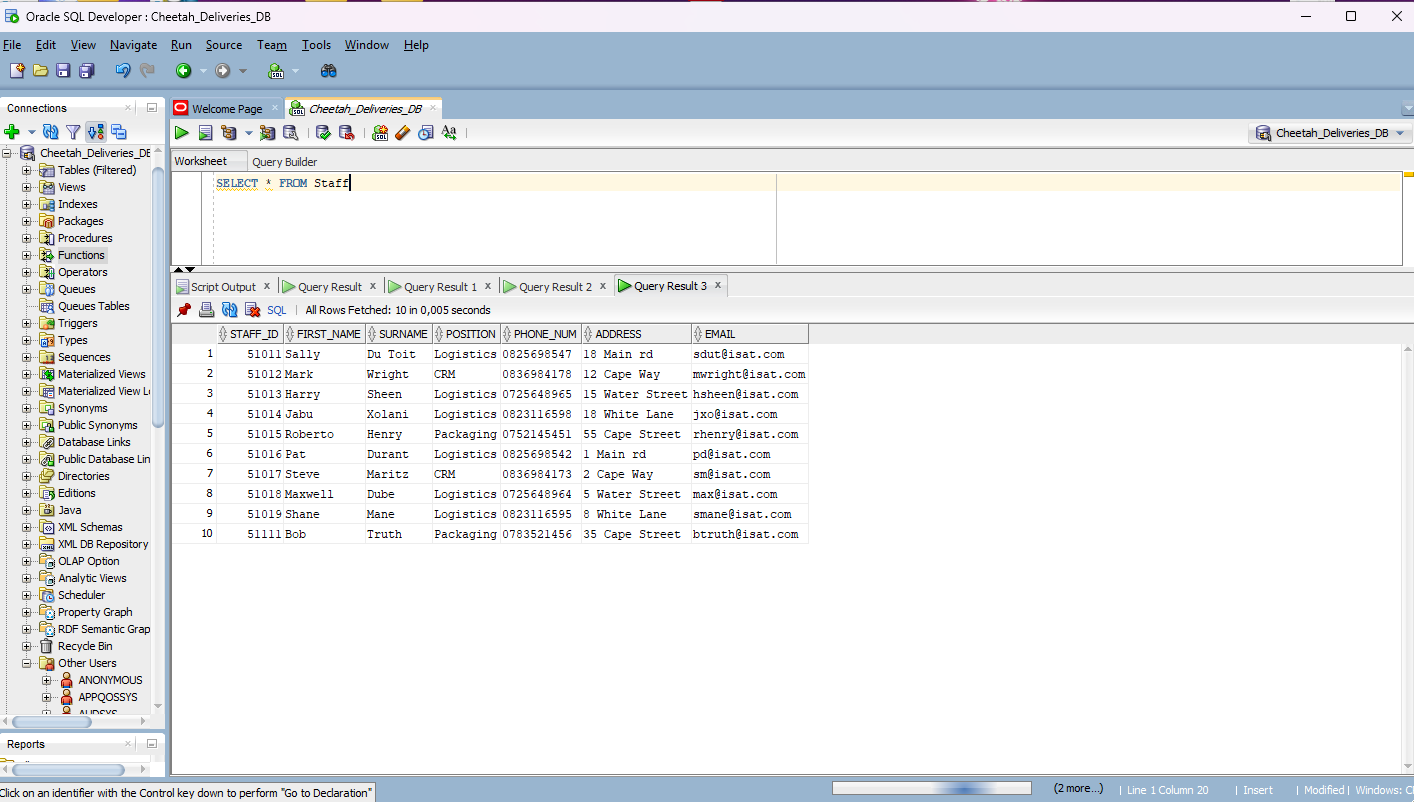 Oracle SQL Developer : Cheetah_Deliveries_DB
File Edit View Navigate Run Source Team Tools Window Help
Connections
Welcome Page
Cheetah_Deliveries_DB
Cheetah_Deliveries_DB
Worksheet Query Builder
SELECT * FROM Staff
Cheetah_Deliveries_DB
Tables (Filtered)
Views
Indexes
Packages
Procedures
Functions
Operators
Queues
Queues Tables
Triggers
Types
Sequences
Materialized Views
Materialized View Lo
Synonyms
Public Synonyms
Database Links
Public Database Lin
Directories
Editions
Java
XML Schemas
XML DB Repository
OLAP Option
Analytic Views
Scheduler
Property Graph
RDF Semantic Grap
Recycle Bin
Other Users
ANONYMOUS
APPQOSSYS
AUDSYS
Script Output x Query Result x Query Result 1 x Query Result 2 x Query Result 3 x
SQL | All Rows Fetched: 10 in 0,005 seconds
STAFF_ID FIRST_NAME SURNAME POSITION PHONE_NUM ADDRESS EMAIL
1 51011 Sally Du Toit Logistics 0825698547 18 Main rd sdut@isat.com
2 51012 Mark Wright CRM 0836984178 12 Cape Way mwright@isat.com
3 51013 Harry Sheen Logistics 0725648965 15 Water Street hsheen@isat.com
4 51014 Jabu Xolani Logistics 0823116598 18 White Lane jxo@isat.com
5 51015 Roberto Henry Packaging 0752145451 55 Cape Street rhenry@isat.com
6 51016 Pat Durant Logistics 0825698542 1 Main rd pd@isat.com
7 51017 Steve Maritz CRM 0836984173 2 Cape Way sm@isat.com
8 51018 Maxwell Dube Logistics 0725648964 5 Water Street max@isat.com
9 51019 Shane Mane Logistics 0823116595 8 White Lane smane@isat.com
10 51111 Bob Truth Packaging 0783521456 35 Cape Street btruth@isat.com
Reports
Click on an identifier with the Control key down to perform "Go to Declaration"
(2 more...) | Line 1 Column 20 | Insert | Modified | Windows: C